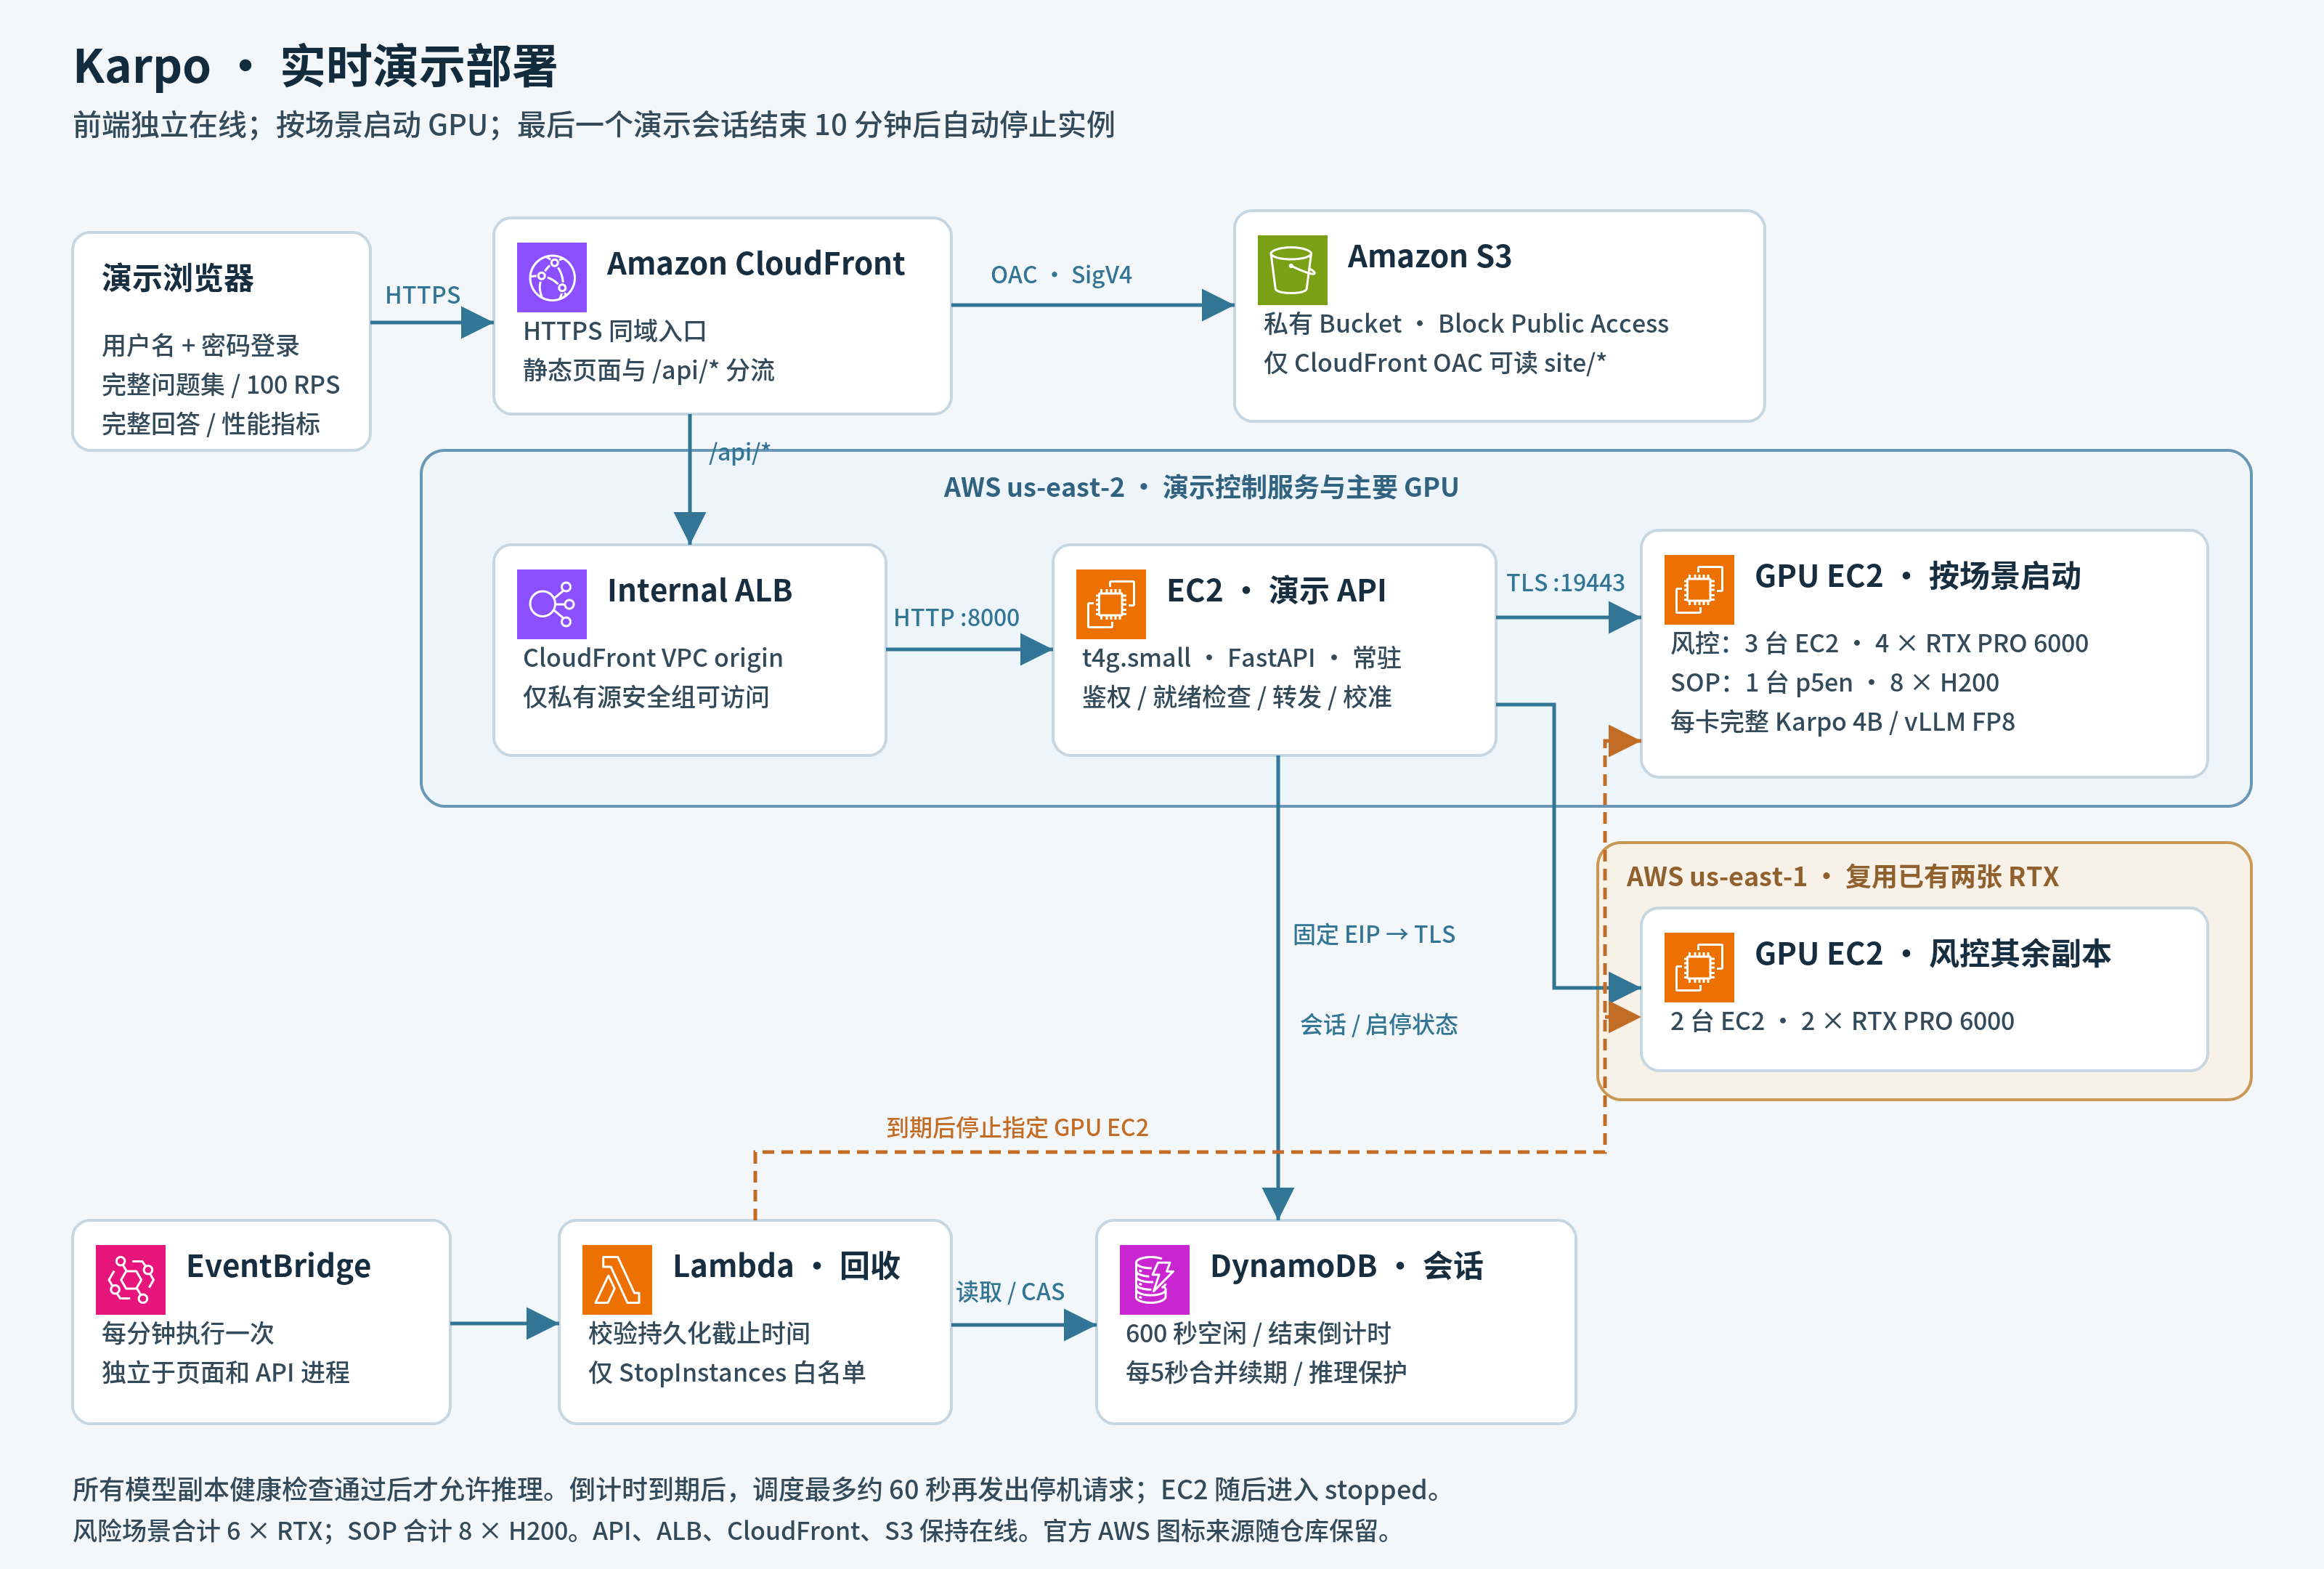 Karpo · 实时演示部署
前端独立在线；按场景启动 GPU；最后一个演示会话结束 10 分钟后自动停止实例
演示浏览器
用户名 + 密码登录
完整问题集 / 100 RPS
完整回答 / 性能指标
HTTPS
Amazon CloudFront
HTTPS 同域入口
静态页面与 /api/* 分流
OAC · SigV4
Amazon S3
私有 Bucket · Block Public Access
仅 CloudFront OAC 可读 site/*
/api/*
AWS us-east-2 · 演示控制服务与主要 GPU
Internal ALB
CloudFront VPC origin
仅私有源安全组可访问
HTTP :8000
EC2 · 演示 API
t4g.small · FastAPI · 常驻
鉴权 / 就绪检查 / 转发 / 校准
TLS :19443
GPU EC2 · 按场景启动
风控：3 台 EC2 · 4 × RTX PRO 6000
SOP：1 台 p5en · 8 × H200
每卡完整 Karpo 4B / vLLM FP8
AWS us-east-1 · 复用已有两张 RTX
GPU EC2 · 风控其余副本
2 台 EC2 · 2 × RTX PRO 6000
固定 EIP → TLS
会话 / 启停状态
到期后停止指定 GPU EC2
EventBridge
每分钟执行一次
独立于页面和 API 进程
Lambda · 回收
校验持久化截止时间
仅 StopInstances 白名单
读取 / CAS
DynamoDB · 会话
600 秒空闲 / 结束倒计时
每5秒合并续期 / 推理保护
所有模型副本健康检查通过后才允许推理。倒计时到期后，调度最多约 60 秒再发出停机请求；EC2 随后进入 stopped。
风险场景合计 6 × RTX；SOP 合计 8 × H200。API、ALB、CloudFront、S3 保持在线。官方 AWS 图标来源随仓库保留。